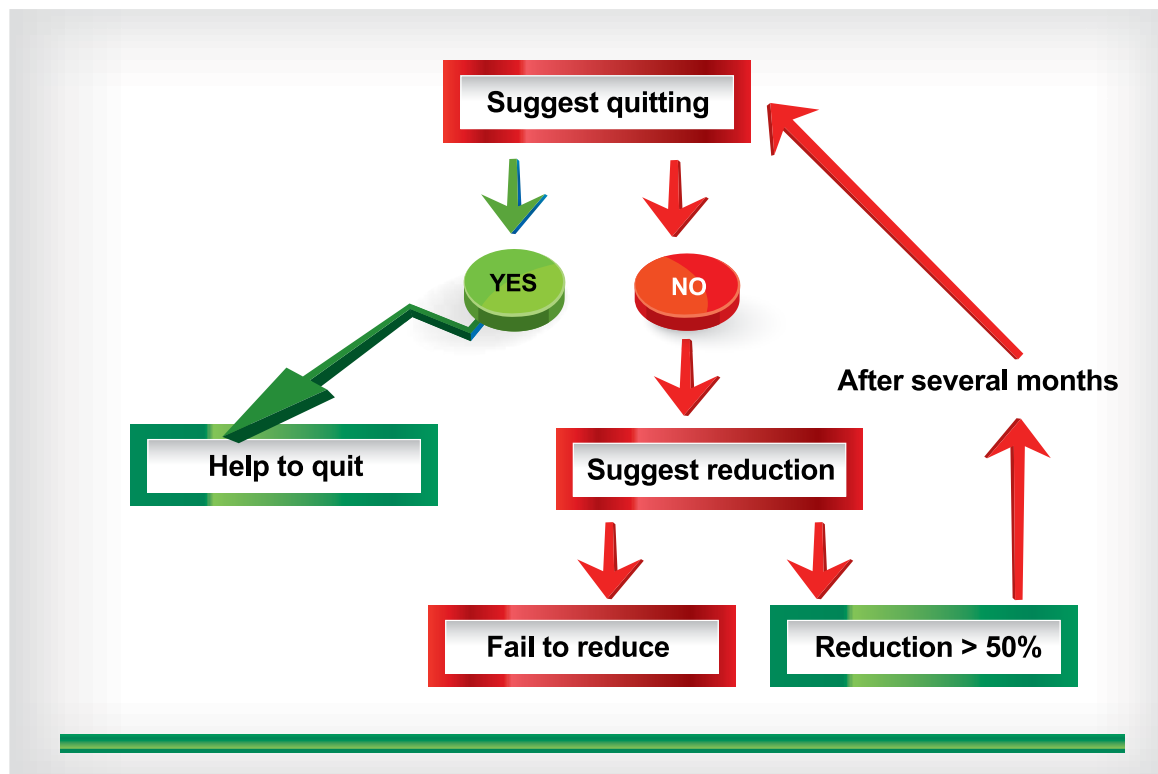 Suggest quitting
YES
NO
After several months
Help to quit
Suggest reduction
Fail to reduce
Reduction > 50%